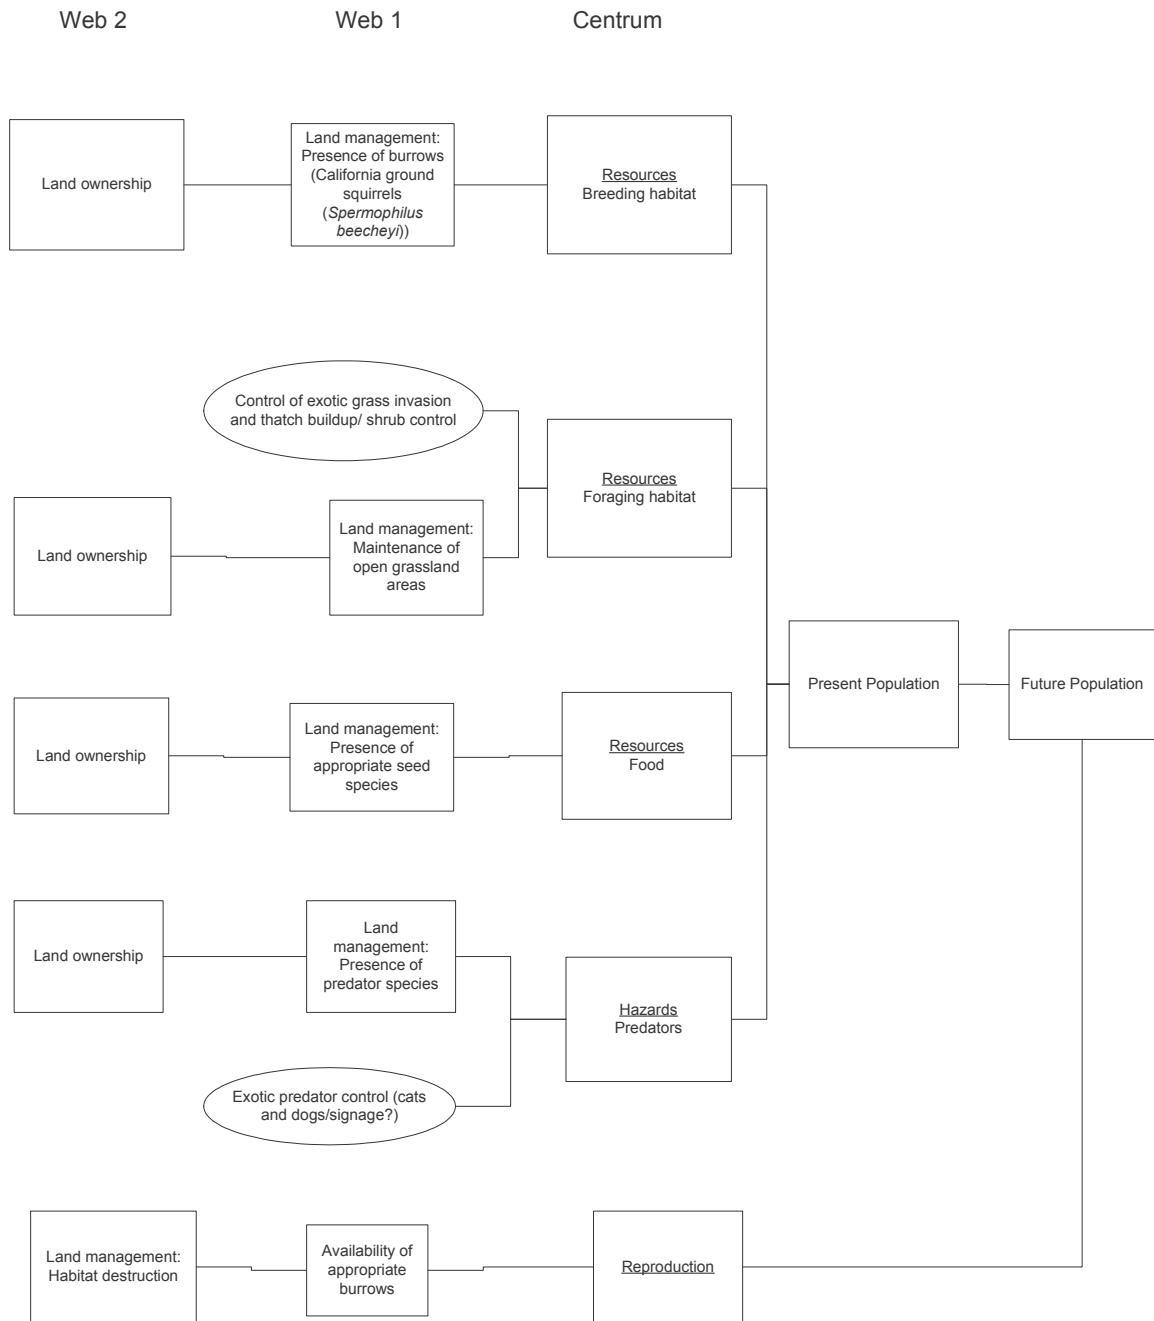 Web 2
Web 1
Centrum
Land ownership
Land management:
Presence of burrows
(California ground
squirrels
(Spermophilus
beecheyi))
Resources
Breeding habitat
Control of exotic grass invasion
and thatch buildup/ shrub control
Resources
Foraging habitat
Land ownership
Land management:
Maintenance of
open grassland
areas
Present Population
Future Population
Land ownership
Land management:
Presence of
appropriate seed
species
Resources
Food
Land ownership
Land
management:
Presence of
predator species
Hazards
Predators
Exotic predator control (cats
and dogs/signage?)
Land management:
Habitat destruction
Availability of
appropriate
burrows
Reproduction